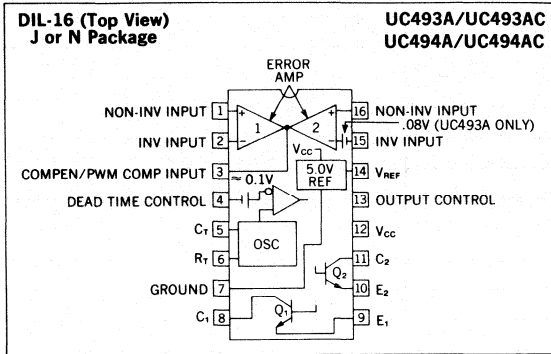 DIL-16 (Top View)
J or N Package
UC493A/UC493AC
UC494A/UC494AC
ERROR
AMP
NON-INV INPUT 1
+ 1 −
INV INPUT 2
COMPEN/PWM COMP INPUT 3
≈ 0.1V
DEAD TIME CONTROL 4
CT 5
RT 6
OSC
GROUND 7
C1 8
Q1
+ 2 −
16 NON-INV INPUT
.08V (UC493A ONLY)
15 INV INPUT
VCC
5.0V
REF
14 VREF
13 OUTPUT CONTROL
12 VCC
11 C2
Q2
10 E2
9 E1